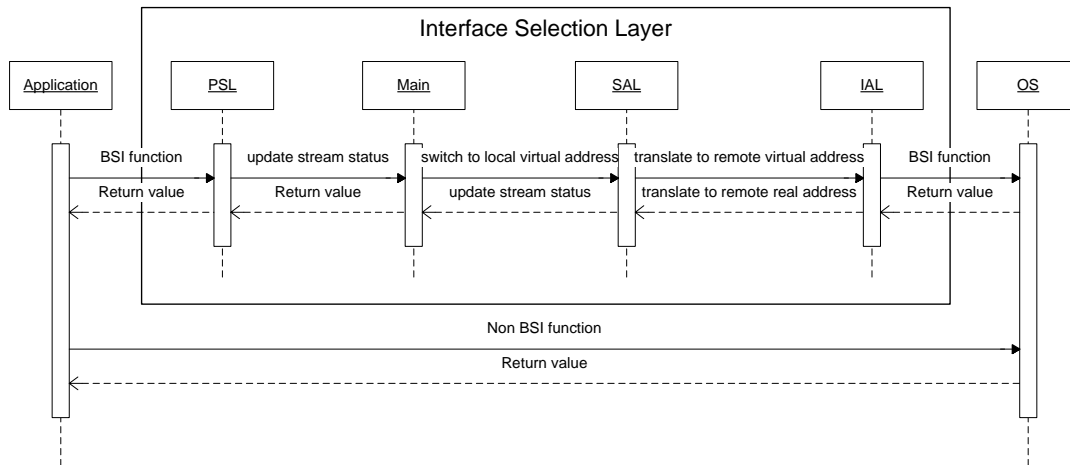 Interface Selection Layer
Application
PSL
Main
SAL
IAL
OS
BSI function
update stream status
switch to local virtual address
translate to remote virtual address
BSI function
Return value
Return value
update stream status
translate to remote real address
Return value
Non BSI function
Return value